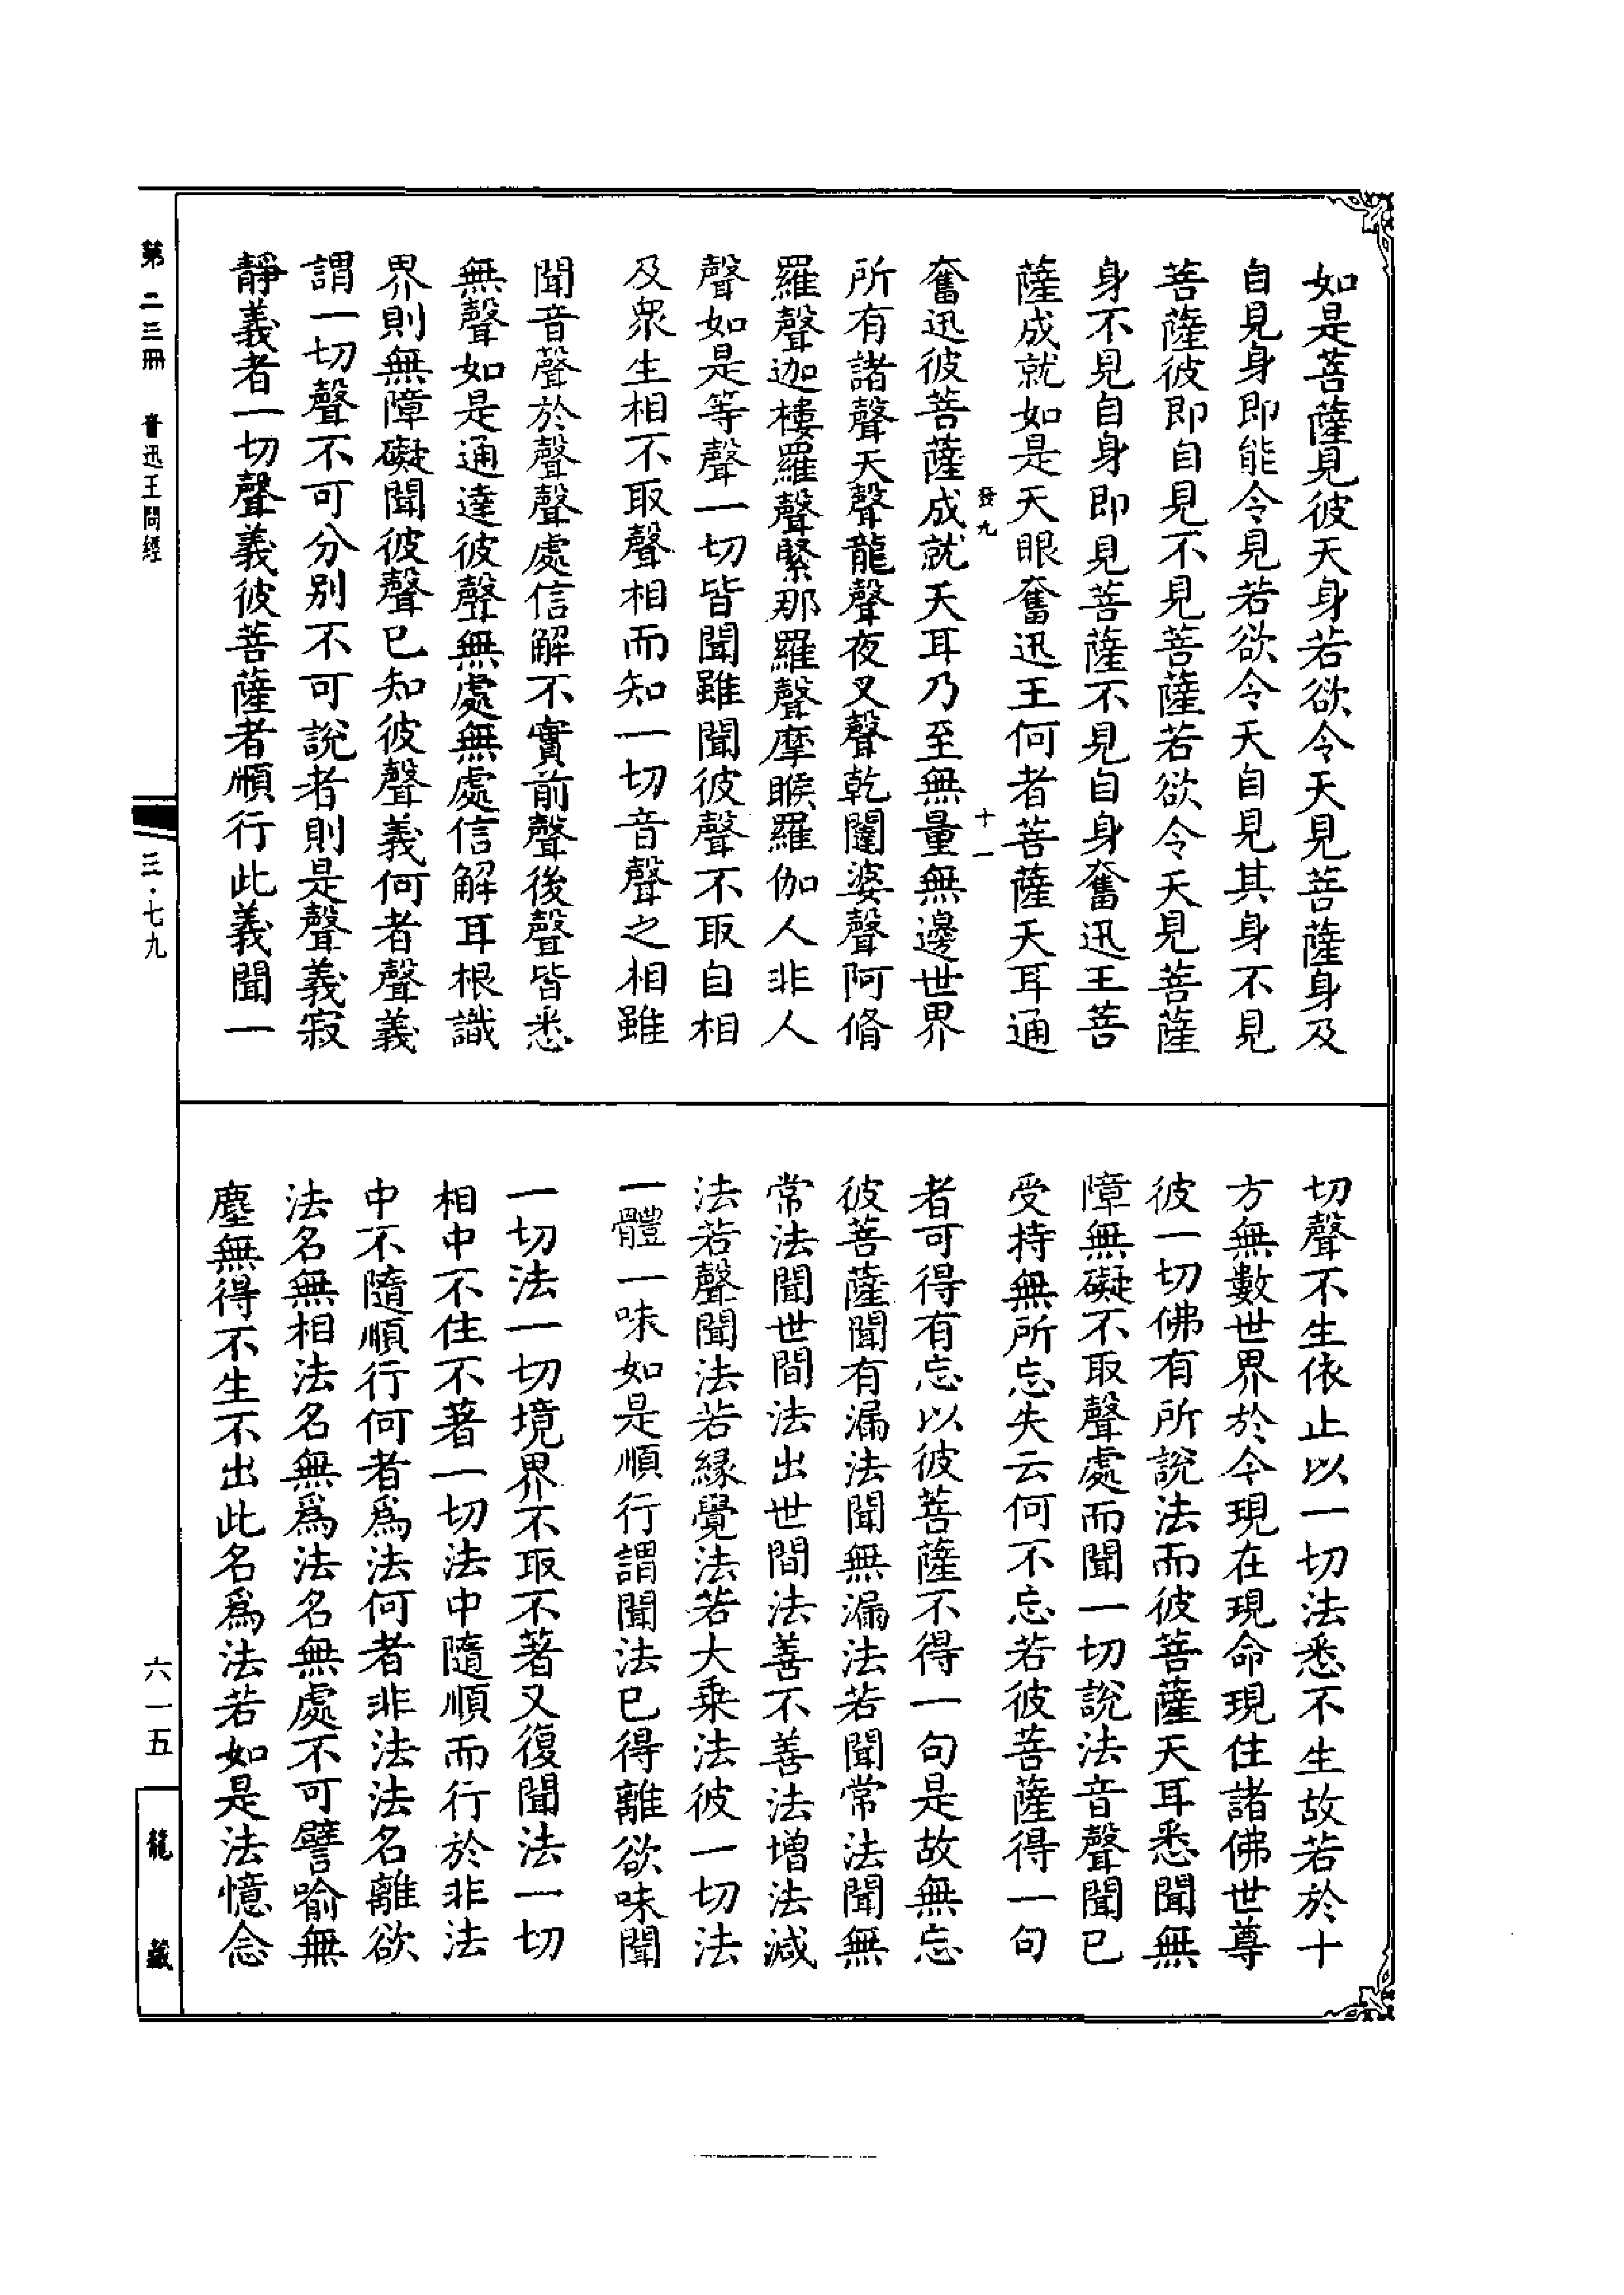 如是菩薩見彼天身若欲令天見菩薩身及
自見身即能令見若欲令天自見其身不見
菩薩彼即自見不見菩薩若欲令天見菩薩
身不見自身即見菩薩不見自身奮迅王菩
薩成就如是天眼奮迅王何者菩薩天耳通
發九
十一
奮迅彼菩薩成就天耳乃至無量無邊世界
所有諸聲天聲龍聲夜叉聲乾闥婆聲阿脩
羅聲迦樓羅聲緊那羅聲摩睺羅伽人非人
聲如是等聲一切皆聞雖聞彼聲不取自相
及衆生相不取聲相而知一切音聲之相雖
聞音聲於聲聲處信解不實前聲後聲皆悉
無聲如是通達彼聲無處無處信解耳根識
界則無障礙聞彼聲已知彼聲義何者聲義
謂一切聲不可分别不可說者則是聲義寂
靜義者一切聲義彼菩薩者順行此義聞一
切聲不生依止以一切法悉不生故若於十
方無數世界於今現在現命現住諸佛世尊
彼一切佛有所說法而彼菩薩天耳悉聞無
障無礙不取聲處而聞一切說法音聲聞已
受持無所忘失云何不忘若彼菩薩得一句
者可得有忘以彼菩薩不得一句是故無忘
彼菩薩聞有漏法聞無漏法若聞常法聞無
常法聞世間法出世間法善不善法增法減
法若聲聞法若緣覺法若大乘法彼一切法
一體一味如是順行謂聞法已得離欲味聞
一切法一切境界不取不著又復聞法一切
相中不住不著一切法中隨順而行於非法
中不隨順行何者爲法何者非法法名離欲
法名無相法名無爲法名無處不可譬喻無
塵無得不生不出此名爲法若如是法憶念
第二三冊
奮迅王問經
三·七九
六一五
龍藏